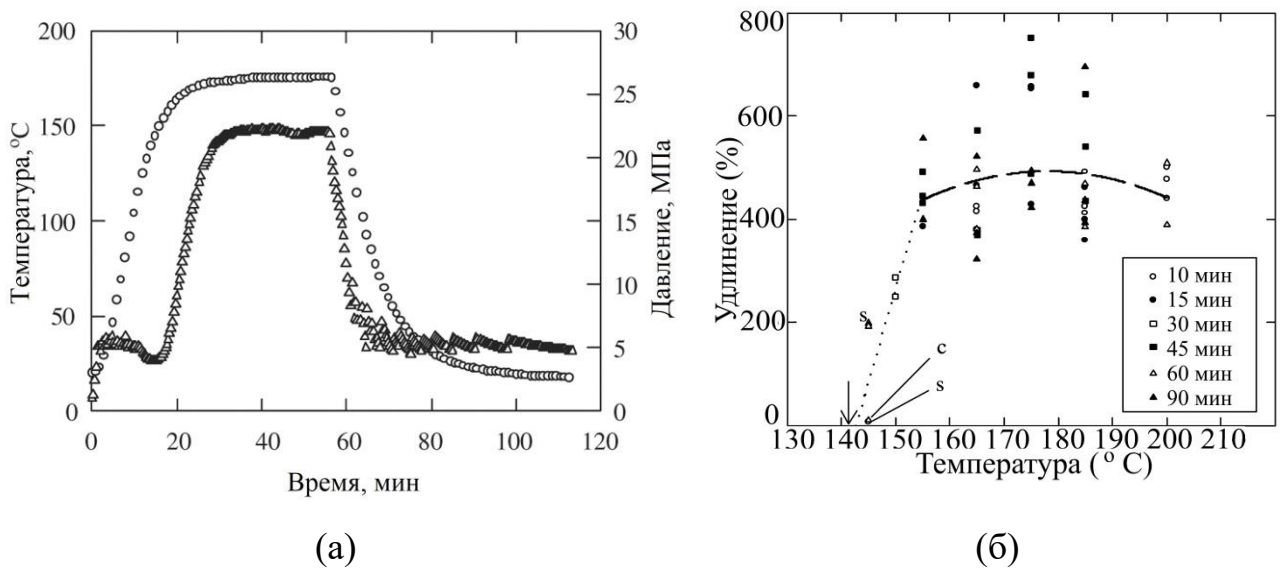 200
150
100
50
0
Температура,°С
0 20 40 60 80 100 120
Время, мин
30
25
20
15
10
5
0
Давление, МПа
(а)
800
600
400
200
0
Удлинение (%)
s
c
s
10 мин
15 мин
30 мин
45 мин
60 мин
90 мин
130 140 150 160 170 180 190 200 210
Температура (° С)
(б)